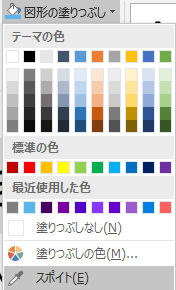 図形の塗りつぶし
テーマの色
標準の色
最近使用した色
塗りつぶしなし(N)
塗りつぶしの色(M)...
スポイト(E)